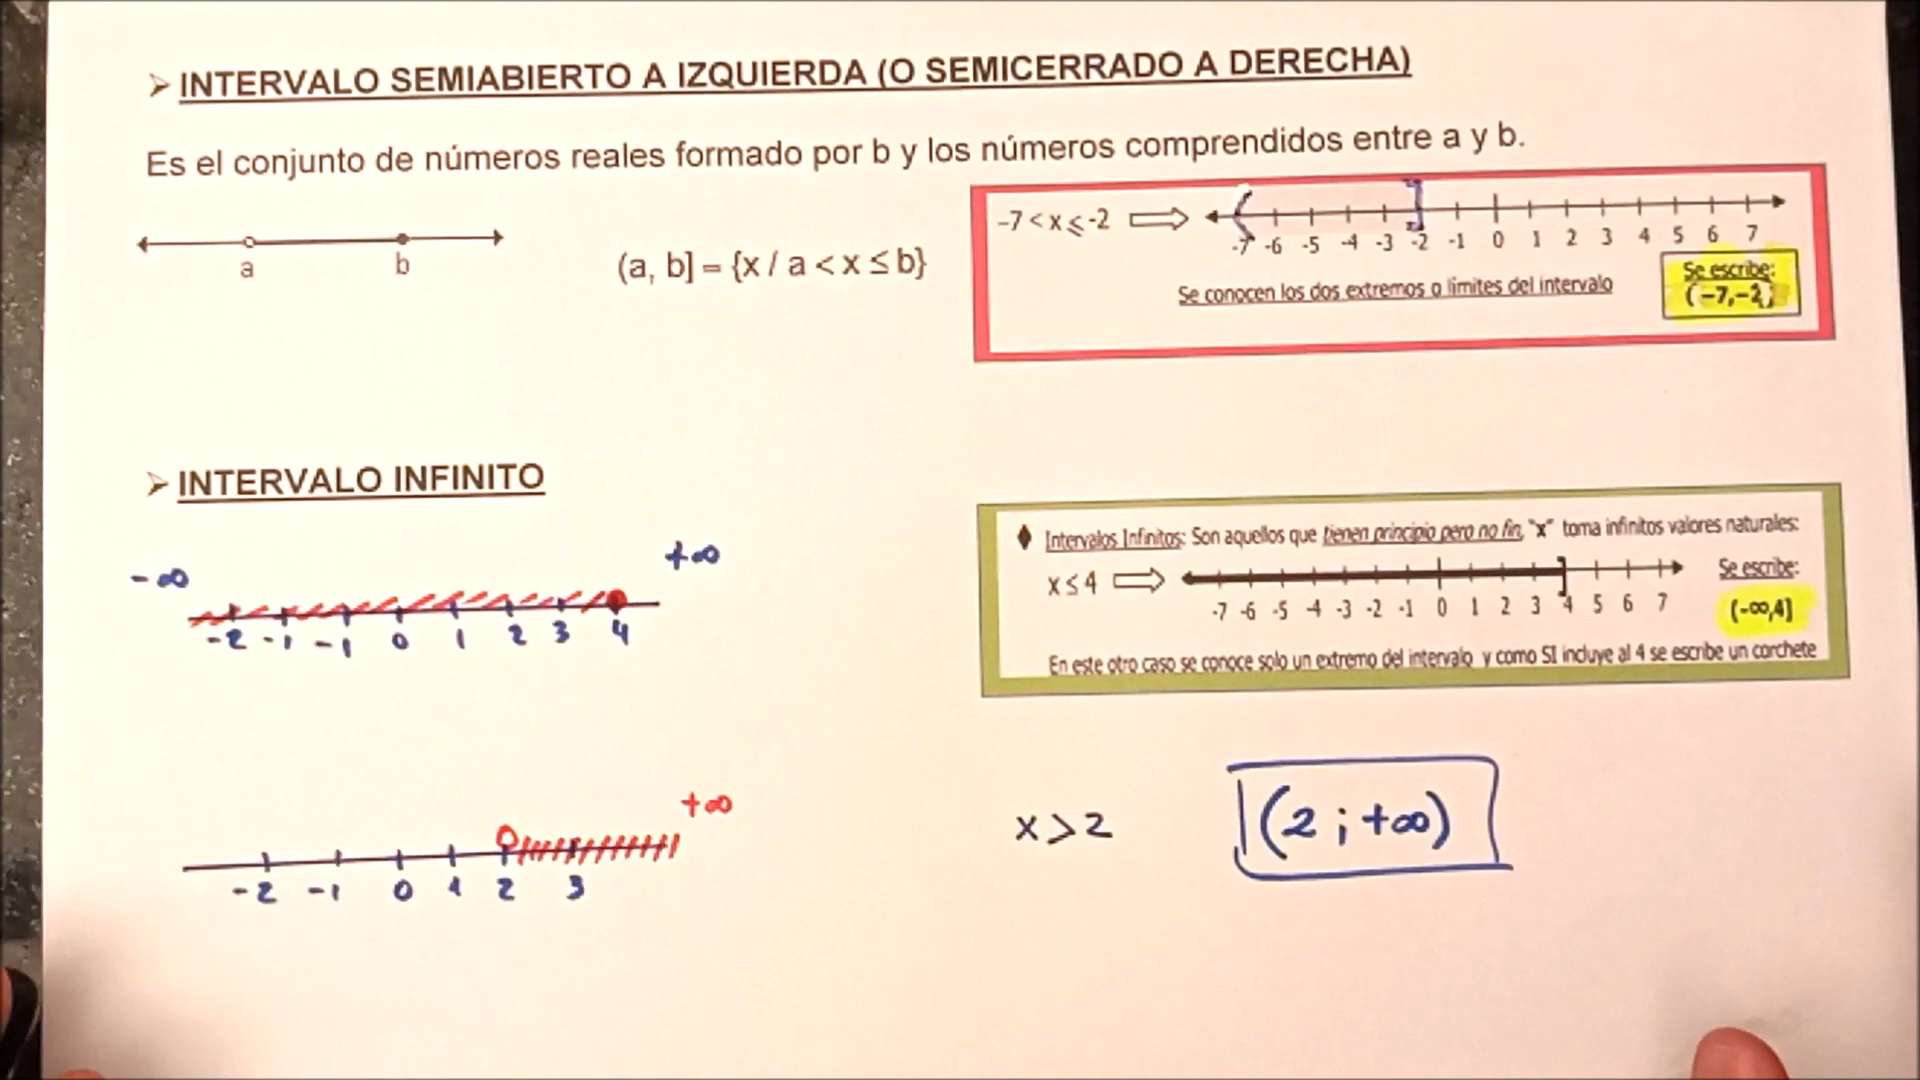 ➢ INTERVALO SEMIABIERTO A IZQUIERDA (O SEMICERRADO A DERECHA)
Es el conjunto de números reales formado por b y los números comprendidos entre a y b.
a b
(a, b] = {x / a < x ≤ b}
-7 < x ≤ -2
-7 -6 -5 -4 -3 -2 -1 0 1 2 3 4 5 6 7
Se conocen los dos extremos o límites del intervalo
Se escribe:
(-7,-2]
➢ INTERVALO INFINITO
-∞ +∞
-2 -1 -1 0 1 2 3 4
♦ Intervalos Infinitos: Son aquellos que tienen principio pero no fin, "x" toma infinitos valores naturales:
x ≤ 4
-7 -6 -5 -4 -3 -2 -1 0 1 2 3 4 5 6 7
Se escribe:
(-∞,4]
En este otro caso se conoce solo un extremo del intervalo y como SI incluye al 4 se escribe un corchete
+∞
-2 -1 0 1 2 3
x > 2
(2 ; +∞)